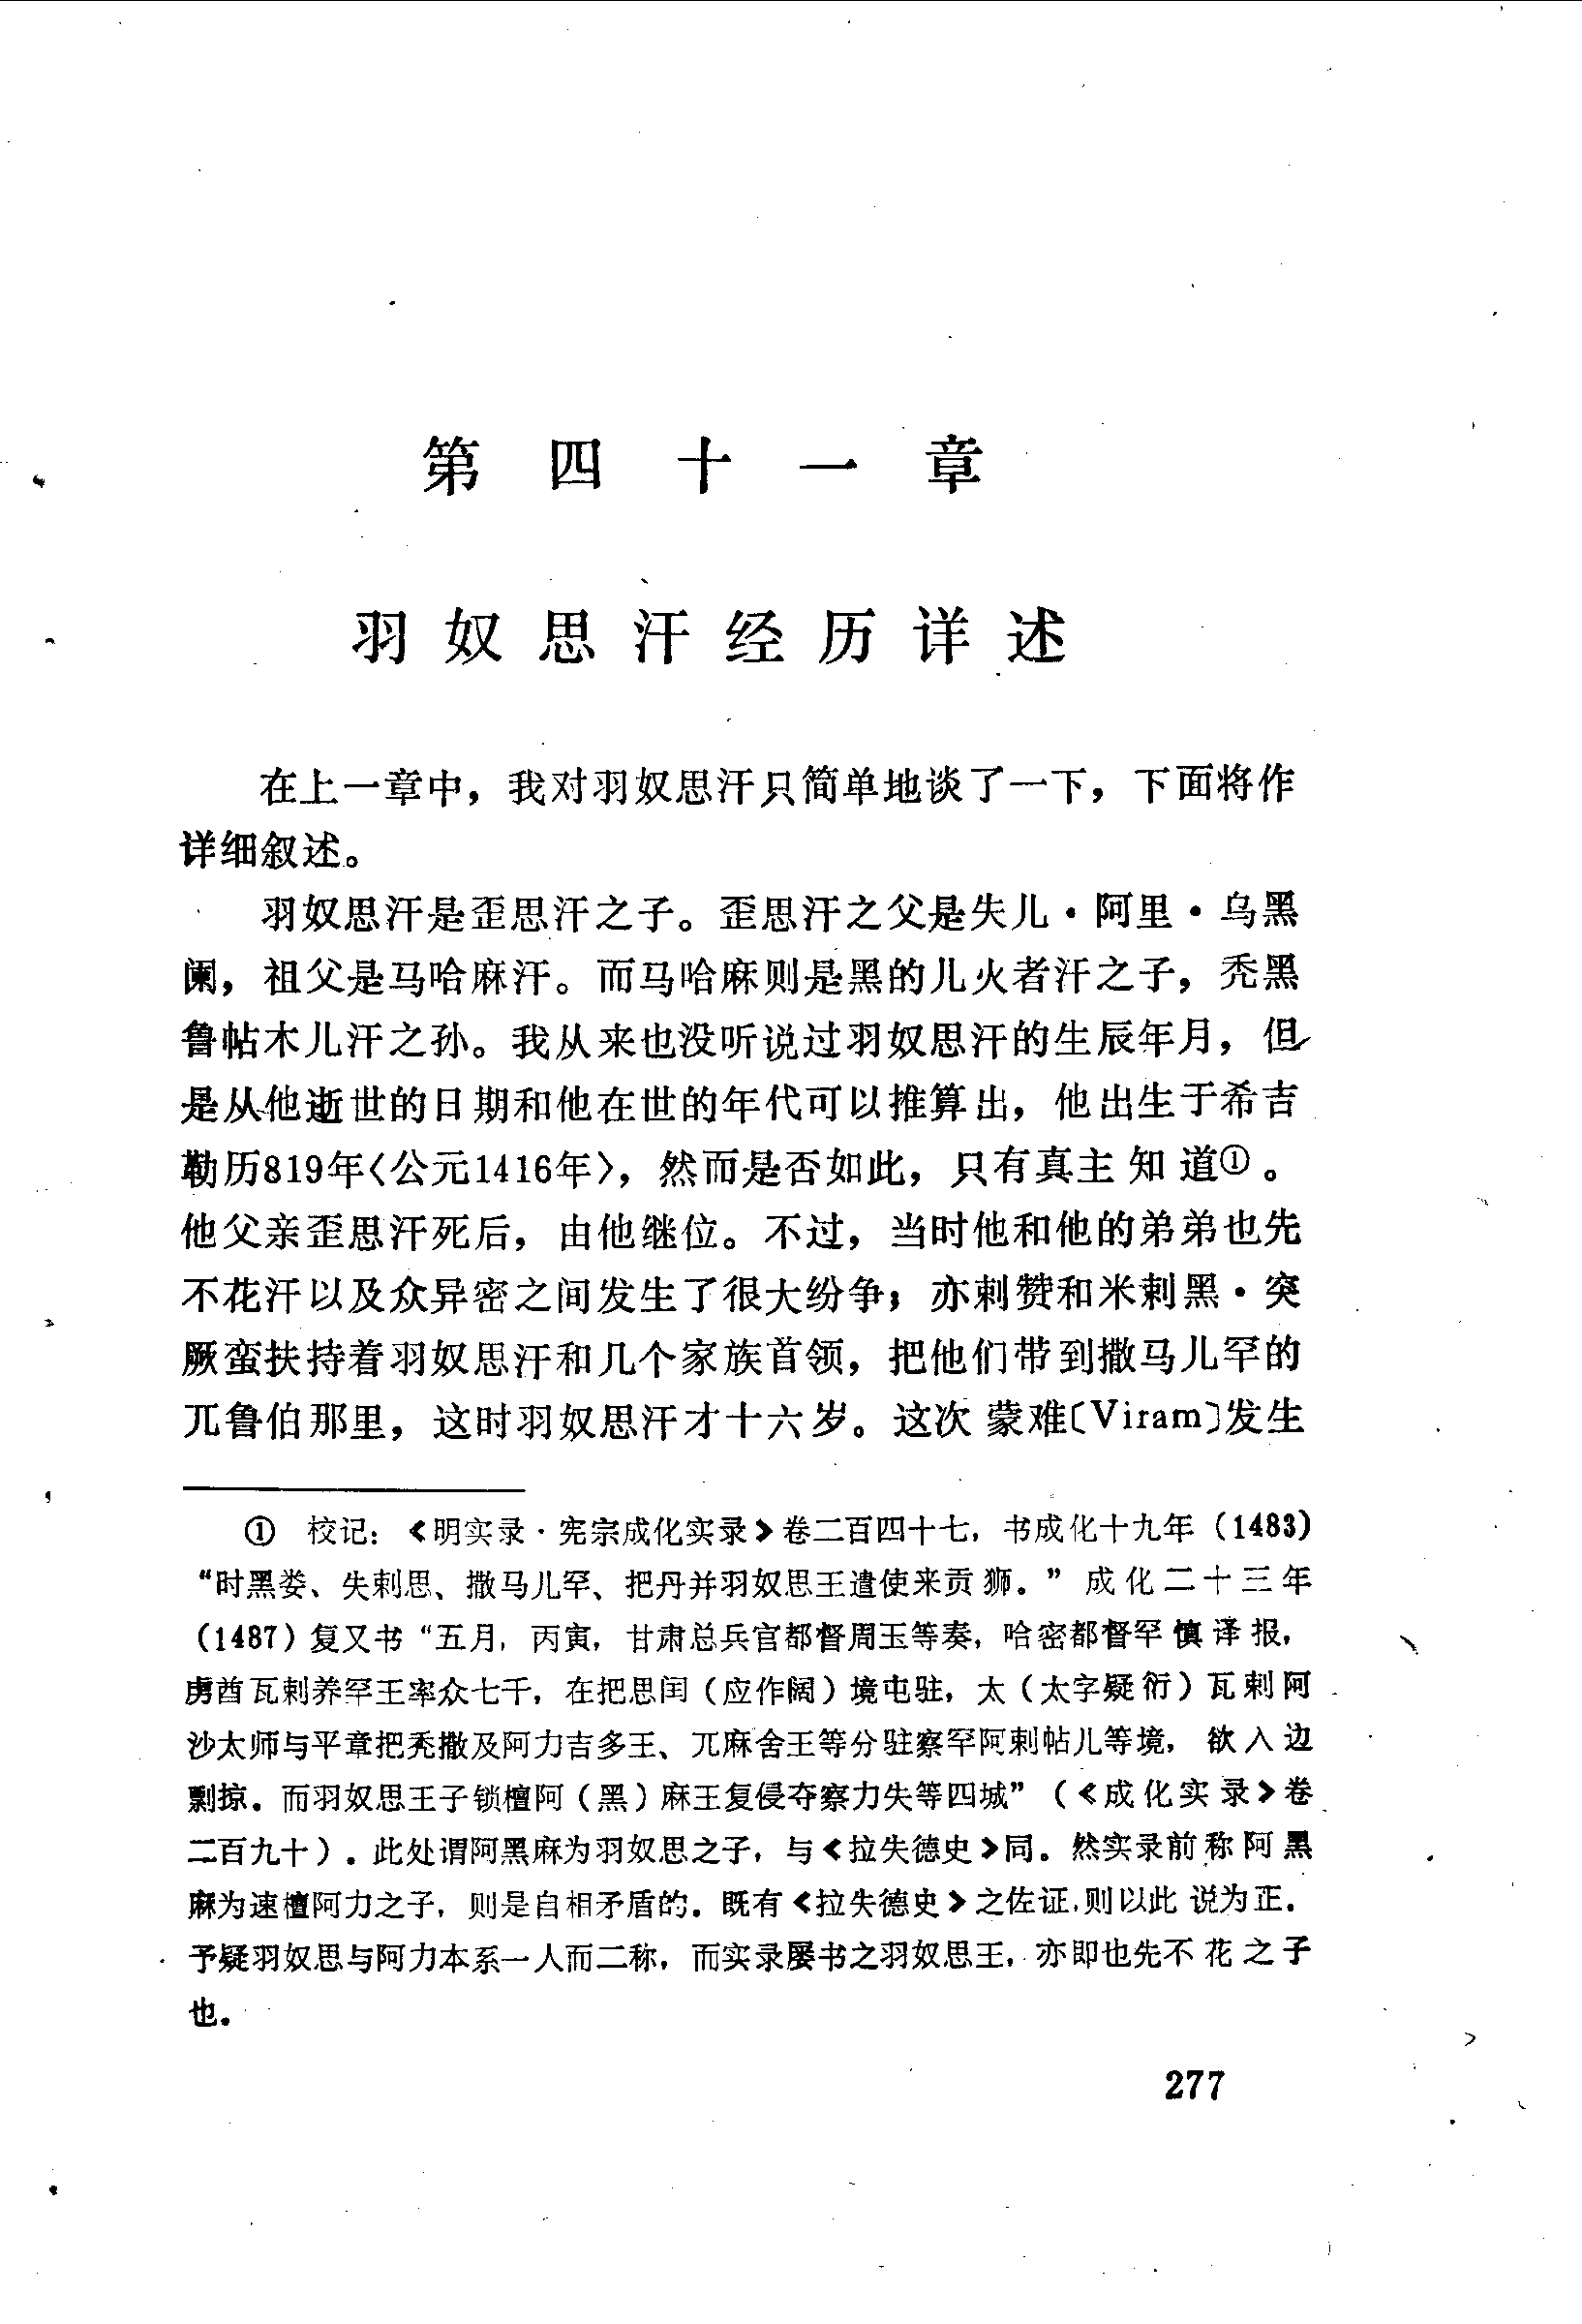 第四十一章
羽奴思汗经历详述
在上一章中，我对羽奴思汗只简单地谈了一下，下面将作
详细叙述。
羽奴思汗是歪思汗之子。歪思汗之父是失儿·阿里·乌黑
阑，祖父是马哈麻汗。而马哈麻则是黑的儿火者汗之子，秃黑
鲁帖木儿汗之孙。我从来也没听说过羽奴思汗的生辰年月，但
是从他逝世的日期和他在世的年代可以推算出，他出生于希吉
勒历819年〈公元1416年〉，然而是否如此，只有真主知道①。
他父亲歪思汗死后，由他继位。不过，当时他和他的弟弟也先
不花汗以及众异密之间发生了很大纷争；亦剌赞和米剌黑·突
厥蛮扶持着羽奴思汗和几个家族首领，把他们带到撒马儿罕的
兀鲁伯那里，这时羽奴思汗才十六岁。这次蒙难〔Viram〕发生
① 校记：《明实录·宪宗成化实录》卷二百四十七，书成化十九年（1483）
“时黑娄、失剌思、撒马儿罕、把丹并羽奴思王遣使来贡狮。”成化二十三年
（1487）复又书“五月，丙寅，甘肃总兵官都督周玉等奏，哈密都督罕慎译报，
虏酋瓦剌养罕王率众七千，在把思闰（应作阔）境屯驻，太（太字疑衍）瓦剌阿
沙太师与平章把秃撒及阿力吉多王、兀麻舍王等分驻察罕阿剌帖儿等境，欲入边
剽掠。而羽奴思王子锁檀阿（黑）麻王复侵夺察力失等四城”（《成化实录》卷
二百九十）。此处谓阿黑麻为羽奴思之子，与《拉失德史》同。然实录前称阿黑
麻为速檀阿力之子，则是自相矛盾的。既有《拉失德史》之佐证，则以此说为正。
予疑羽奴思与阿力本系一人而二称，而实录屡书之羽奴思王，亦即也先不花之子
也。
277